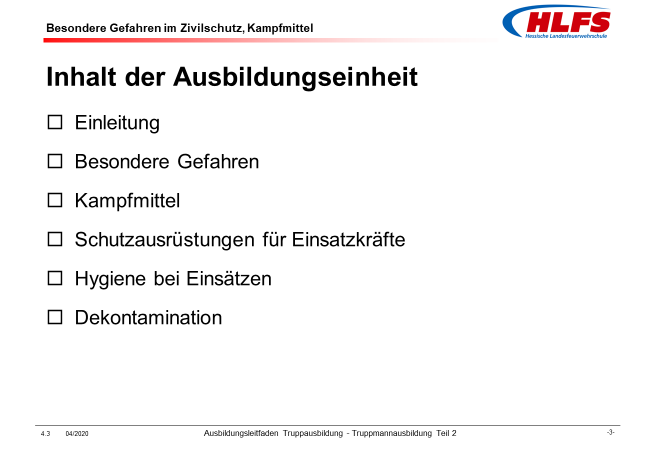 Besondere Gefahren im Zivilschutz, Kampfmittel
HLFS
Hessische Landesfeuerwehrschule
Inhalt der Ausbildungseinheit
Einleitung
Besondere Gefahren
Kampfmittel
Schutzausrüstungen für Einsatzkräfte
Hygiene bei Einsätzen
Dekontamination
4.3 04/2020 Ausbildungsleitfaden Truppausbildung - Truppmannausbildung Teil 2 -3-